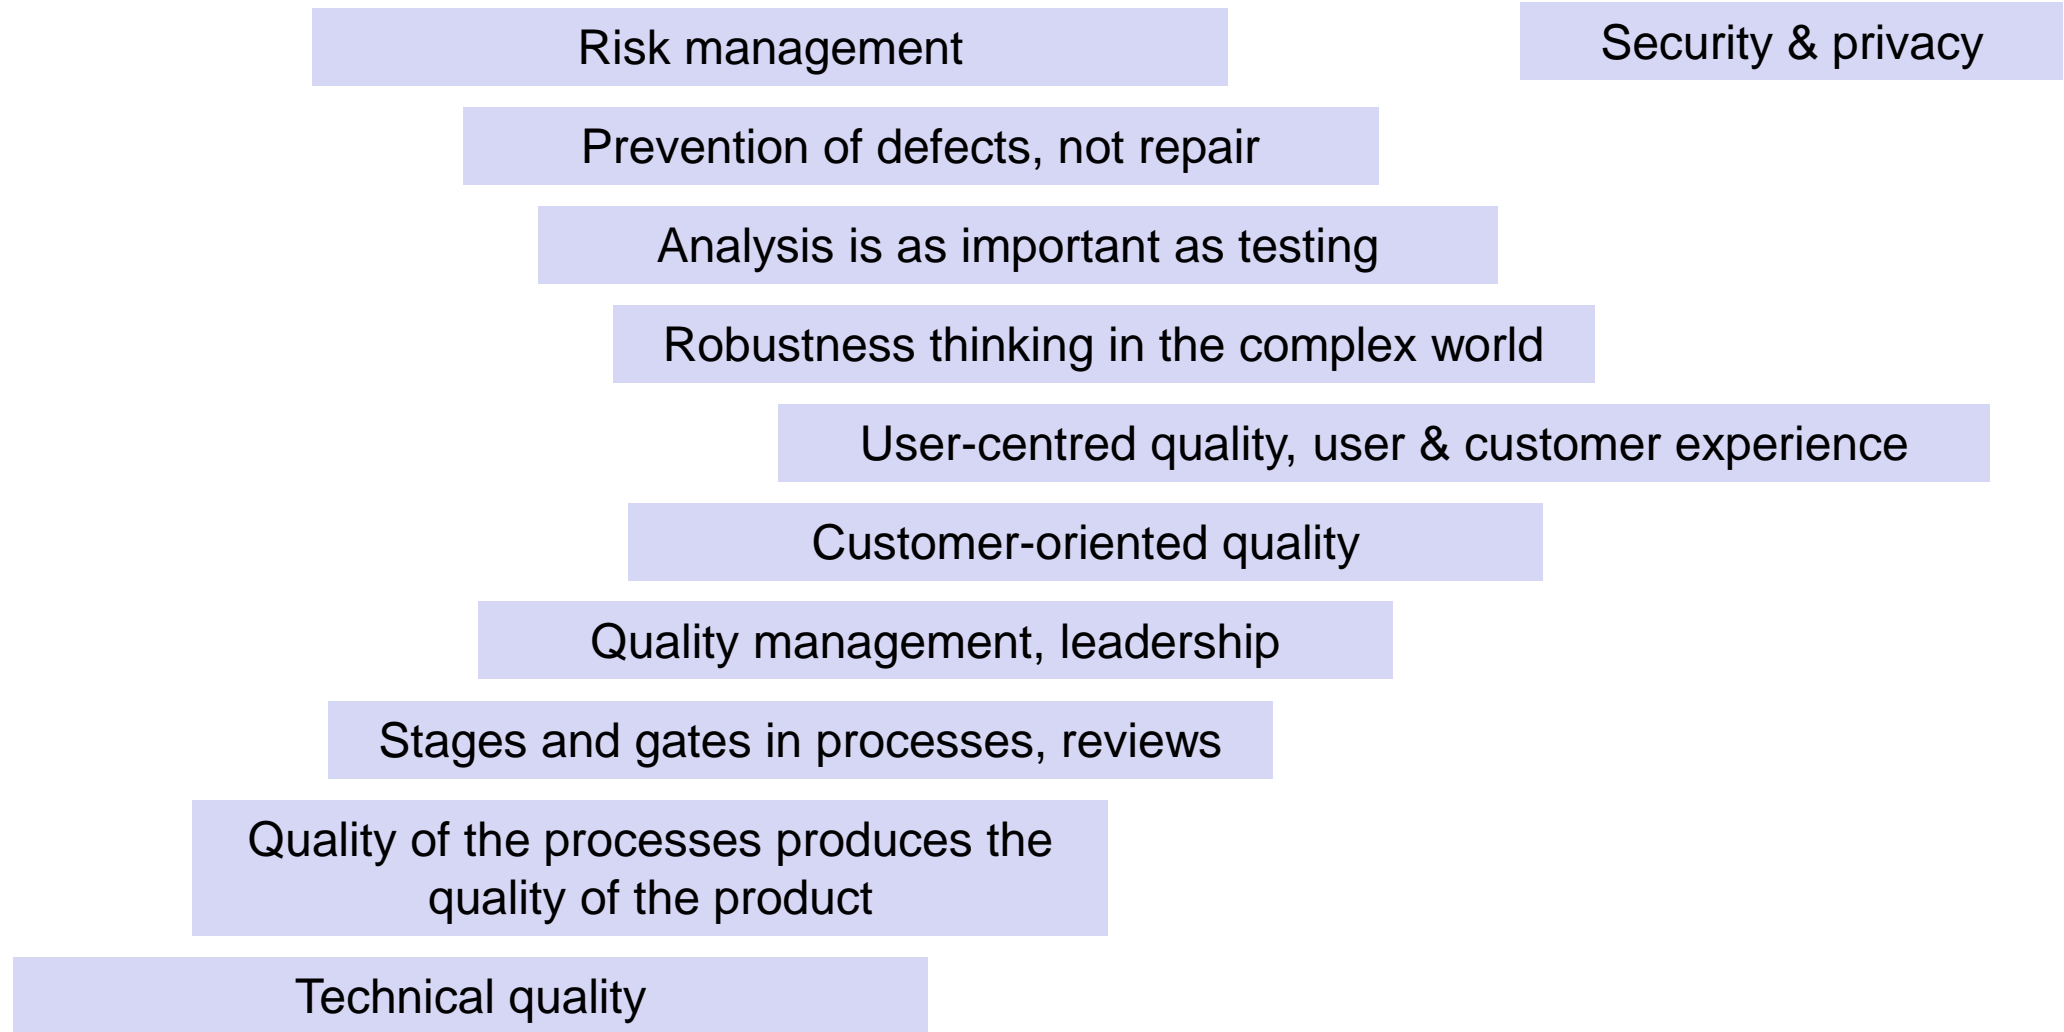 Risk management
Security & privacy
Prevention of defects, not repair
Analysis is as important as testing
Robustness thinking in the complex world
User-centred quality, user & customer experience
Customer-oriented quality
Quality management, leadership
Stages and gates in processes, reviews
Quality of the processes produces the
quality of the product
Technical quality